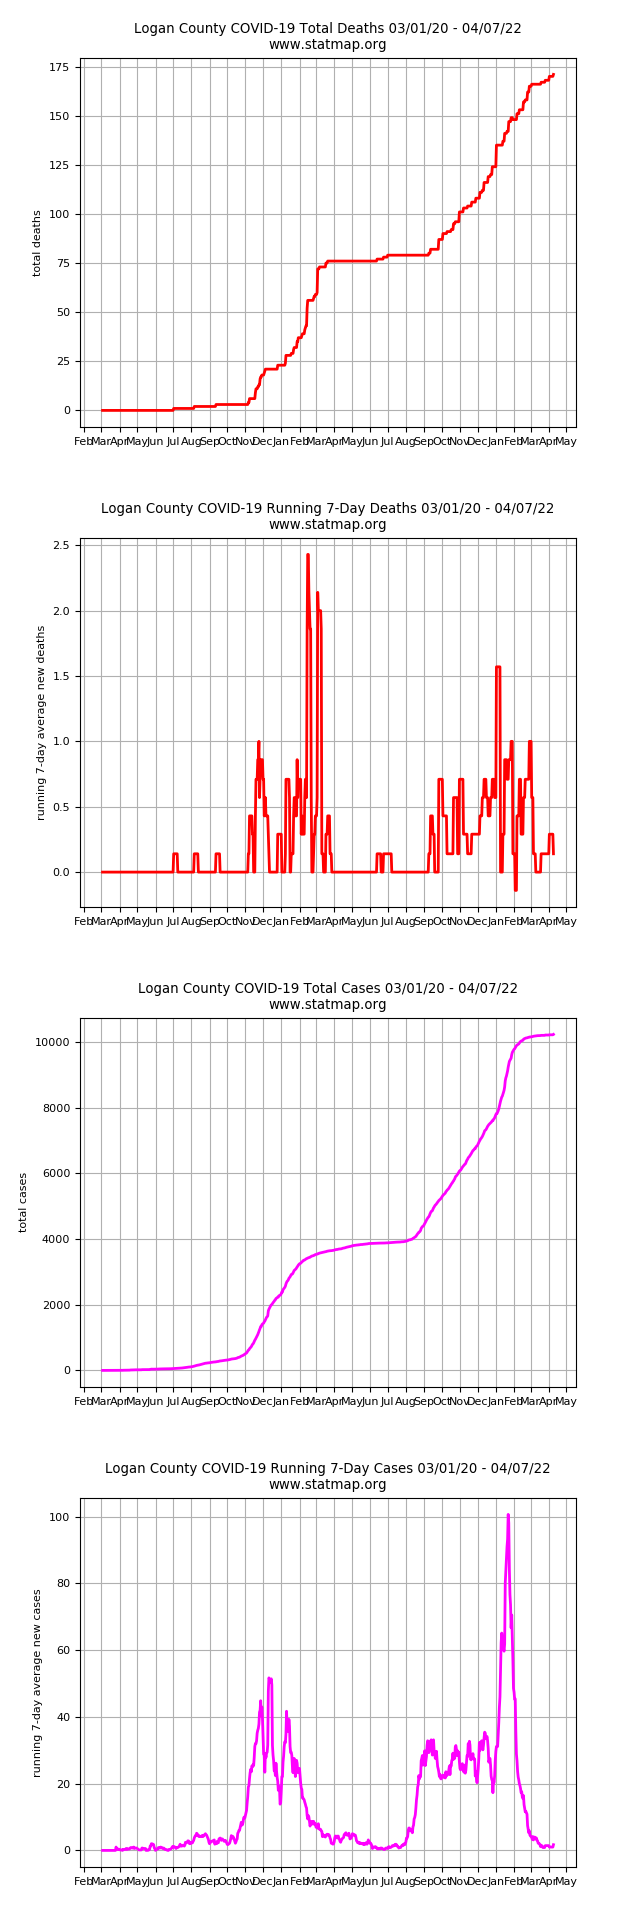 Logan County COVID-19 Total Deaths 03/01/20 - 04/07/22
www.statmap.org
175
150
125
100
75
50
25
0
total deaths
Feb Mar Apr May Jun Jul Aug Sep Oct Nov Dec Jan Feb Mar Apr May Jun Jul Aug Sep Oct Nov Dec Jan Feb Mar Apr May
Logan County COVID-19 Running 7-Day Deaths 03/01/20 - 04/07/22
www.statmap.org
2.5
2.0
1.5
1.0
0.5
0.0
running 7-day average new deaths
Feb Mar Apr May Jun Jul Aug Sep Oct Nov Dec Jan Feb Mar Apr May Jun Jul Aug Sep Oct Nov Dec Jan Feb Mar Apr May
Logan County COVID-19 Total Cases 03/01/20 - 04/07/22
www.statmap.org
10000
8000
6000
4000
2000
0
total cases
Feb Mar Apr May Jun Jul Aug Sep Oct Nov Dec Jan Feb Mar Apr May Jun Jul Aug Sep Oct Nov Dec Jan Feb Mar Apr May
Logan County COVID-19 Running 7-Day Cases 03/01/20 - 04/07/22
www.statmap.org
100
80
60
40
20
0
running 7-day average new cases
Feb Mar Apr May Jun Jul Aug Sep Oct Nov Dec Jan Feb Mar Apr May Jun Jul Aug Sep Oct Nov Dec Jan Feb Mar Apr May